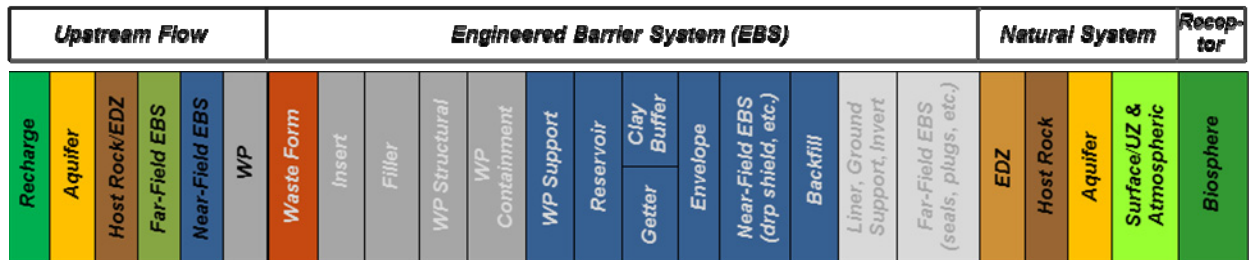 Upstream Flow
Engineered Barrier System (EBS)
Natural System
Recep-
tor
Recharge
Aquifer
Host Rock/EDZ
Far-Field EBS
Near-Field EBS
WP
Waste Form
Insert
Filler
WP Structural
WP
Containment
WP Support
Reservoir
Clay
Buffer
Getter
Envelope
Near-Field EBS
(drp shield, etc.)
Backfill
Liner, Ground
Support, Invert
Far-Field EBS
(seals, plugs, etc.)
EDZ
Host Rock
Aquifer
Surface/UZ &
Atmospheric
Biosphere